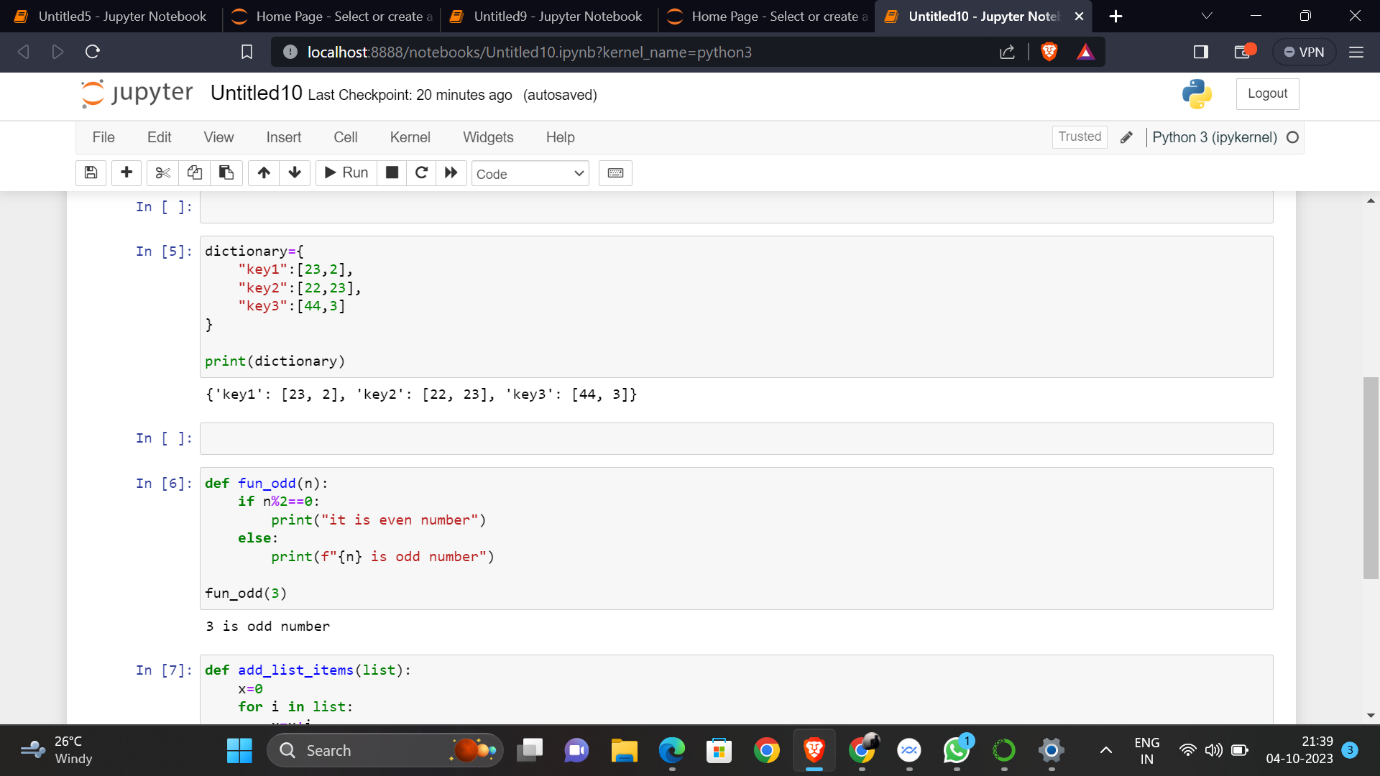 Untitled5 - Jupyter Notebook
Home Page - Select or create a
Untitled9 - Jupyter Notebook
Home Page - Select or create a
Untitled10 - Jupyter Note
localhost:8888/notebooks/Untitled10.ipynb?kernel_name=python3
VPN
jupyter Untitled10 Last Checkpoint: 20 minutes ago (autosaved)
Logout
File Edit View Insert Cell Kernel Widgets Help
Trusted
Python 3 (ipykernel)
Run
Code
In [ ]:
In [5]: dictionary={
    "key1":[23,2],
    "key2":[22,23],
    "key3":[44,3]
}
print(dictionary)
{'key1': [23, 2], 'key2': [22, 23], 'key3': [44, 3]}
In [ ]:
In [6]: def fun_odd(n):
    if n%2==0:
        print("it is even number")
    else:
        print(f"{n} is odd number")
fun_odd(3)
3 is odd number
In [7]: def add_list_items(list):
    x=0
    for i in list:
26°C
Windy
Search
1
ENG
IN
21:39
04-10-2023
3